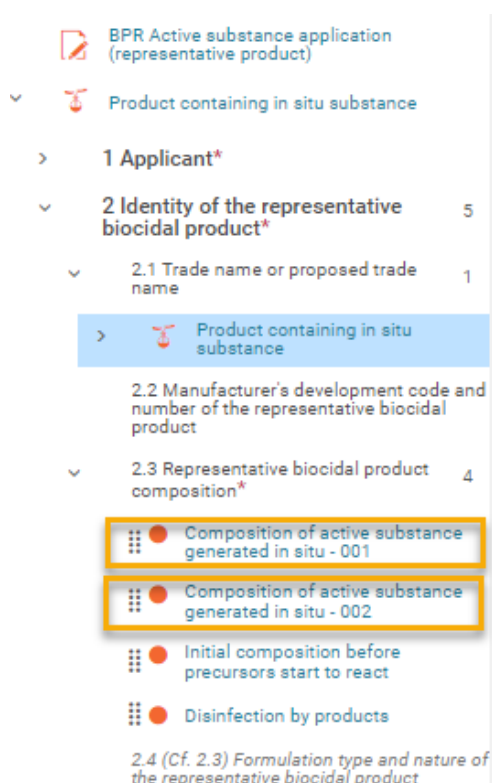 BPR Active substance application
(representative product)
Product containing in situ substance
1 Applicant*
2 Identity of the representative
biocidal product*
5
2.1 Trade name or proposed trade
name
1
Product containing in situ
substance
2.2 Manufacturer's development code and
number of the representative biocidal
product
2.3 Representative biocidal product
composition*
4
Composition of active substance
generated in situ - 001
Composition of active substance
generated in situ - 002
Initial composition before
precursors start to react
Disinfection by products
2.4 (Cf. 2.3) Formulation type and nature of
the representative biocidal product